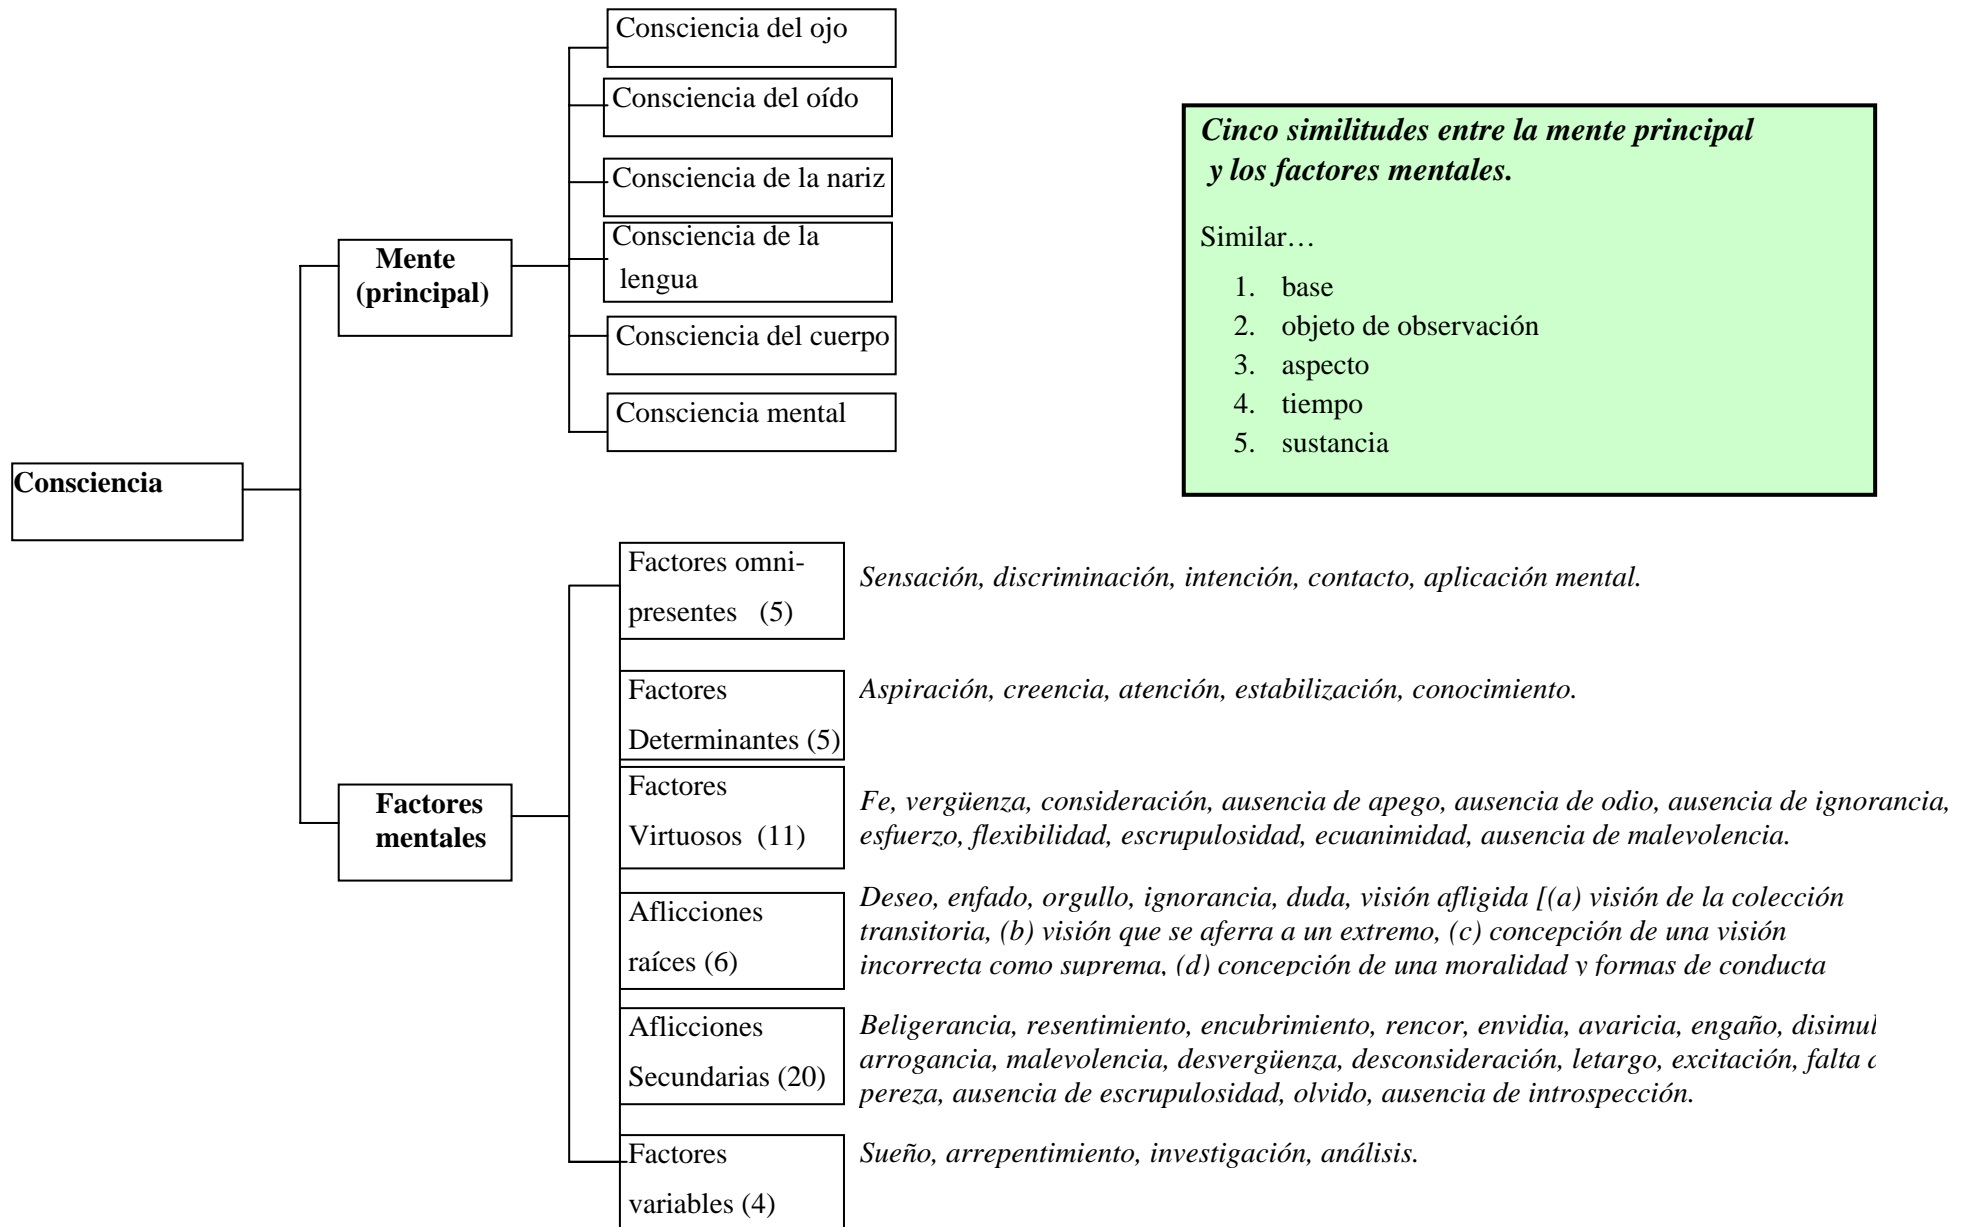 Consciencia del ojo
Consciencia del oído
Consciencia de la nariz
Consciencia de la
lengua
Consciencia del cuerpo
Consciencia mental
Mente
(principal)
Cinco similitudes entre la mente principal
y los factores mentales.
Similar…
1. base
2. objeto de observación
3. aspecto
4. tiempo
5. sustancia
Consciencia
Factores
mentales
Factores omni-
presentes (5)
Sensación, discriminación, intención, contacto, aplicación mental.
Factores
Determinantes (5)
Aspiración, creencia, atención, estabilización, conocimiento.
Factores
Virtuosos (11)
Fe, vergüenza, consideración, ausencia de apego, ausencia de odio, ausencia de ignorancia,
esfuerzo, flexibilidad, escrupulosidad, ecuanimidad, ausencia de malevolencia.
Aflicciones
raíces (6)
Deseo, enfado, orgullo, ignorancia, duda, visión afligida [(a) visión de la colección
transitoria, (b) visión que se aferra a un extremo, (c) concepción de una visión
incorrecta como suprema, (d) concepción de una moralidad y formas de conducta
Aflicciones
Secundarias (20)
Beligerancia, resentimiento, encubrimiento, rencor, envidia, avaricia, engaño,
arrogancia, malevolencia, desvergüenza, desconsideración, letargo, excitación, falta
pereza, ausencia de escrupulosidad, olvido, ausencia de introspección.
Factores
variables (4)
Sueño, arrepentimiento, investigación, análisis.